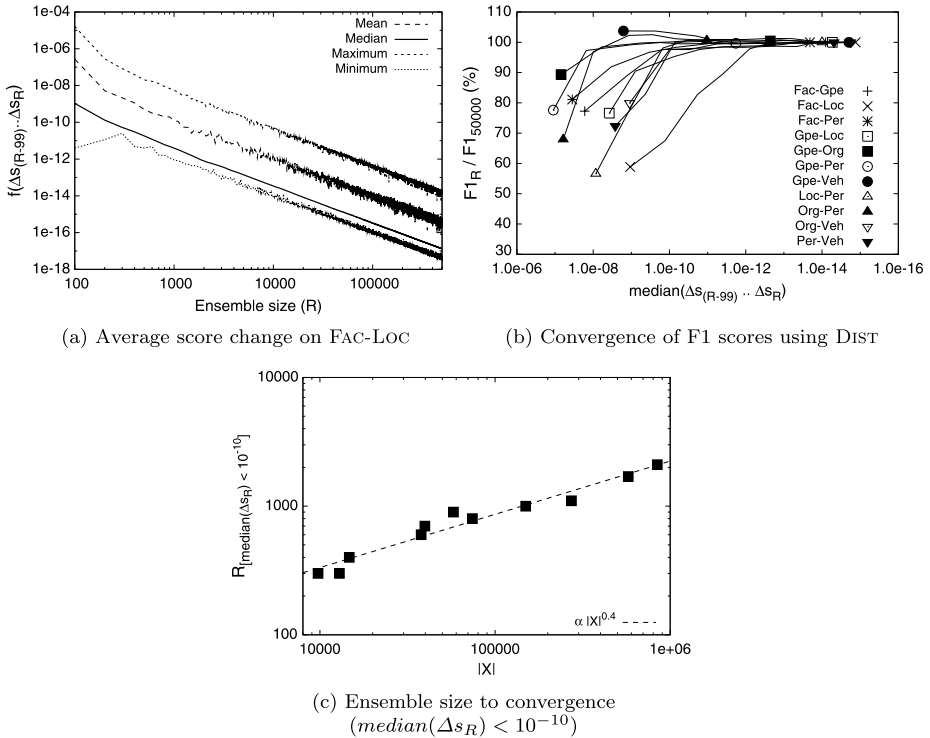 1e-04
1e-06
1e-08
1e-10
1e-12
1e-14
1e-16
1e-18
f(Δs(R-99)..ΔsR)
Mean
Median
Maximum
Minimum
100 1000 10000 100000
Ensemble size (R)
(a) Average score change on FAC-LOC
110
100
90
80
70
60
50
40
30
F1R / F150000 (%)
Fac-Gpe
Fac-Loc
Fac-Per
Gpe-Loc
Gpe-Org
Gpe-Per
Gpe-Veh
Loc-Per
Org-Per
Org-Veh
Per-Veh
1.0e-06 1.0e-08 1.0e-10 1.0e-12 1.0e-14 1.0e-16
median(Δs(R-99) .. ΔsR)
(b) Convergence of F1 scores using DIST
10000
1000
100
R[median(ΔsR) < 10-10]
α |X|0.4
10000 100000 1e+06
|X|
(c) Ensemble size to convergence
(median(ΔsR) < 10−10)